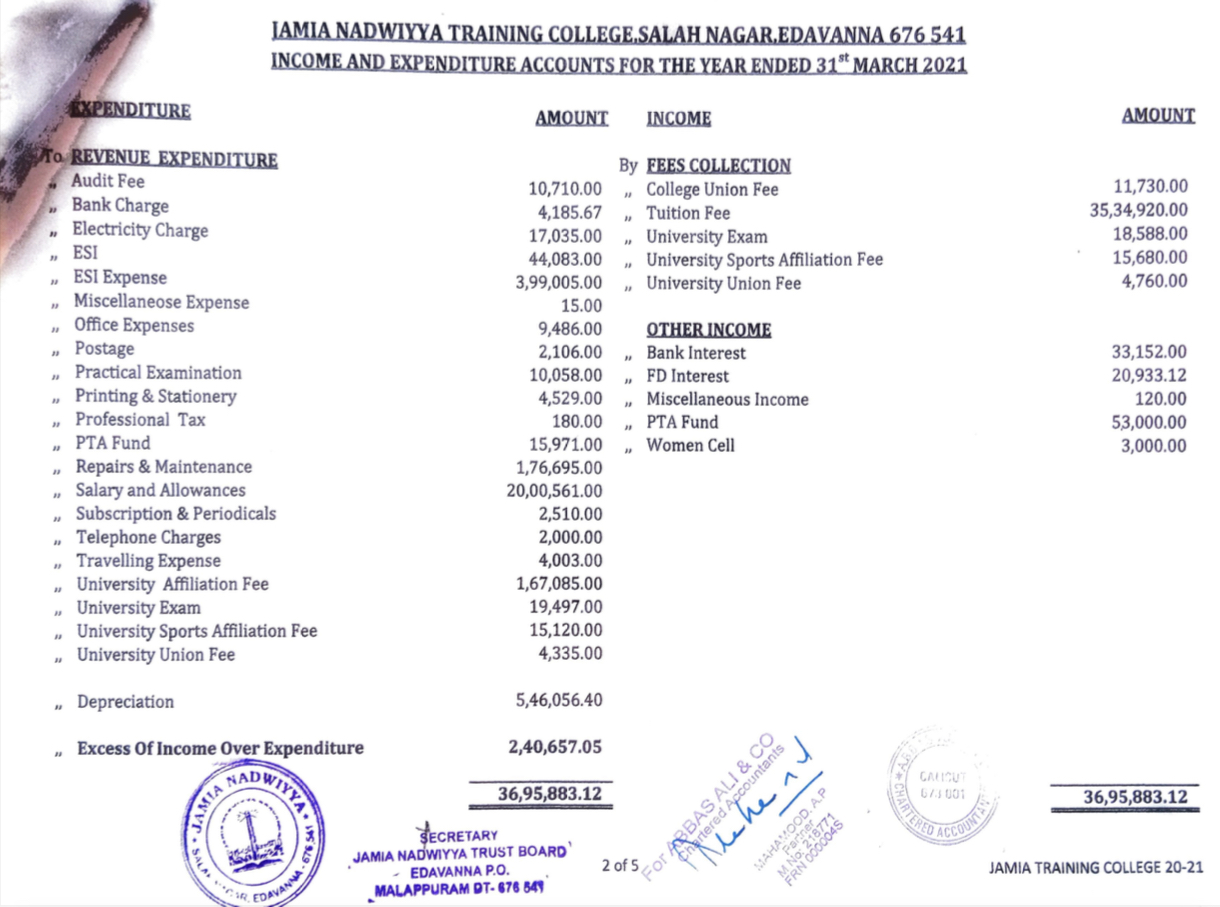 JAMIA NADWIYYA TRAINING COLLEGE,SALAH NAGAR,EDAVANNA 676 541
INCOME AND EXPENDITURE ACCOUNTS FOR THE YEAR ENDED 31st MARCH 2021
EXPENDITURE AMOUNT INCOME AMOUNT
To REVENUE EXPENDITURE By FEES COLLECTION
„ Audit Fee 10,710.00 „ College Union Fee 11,730.00
„ Bank Charge 4,185.67 „ Tuition Fee 35,34,920.00
„ Electricity Charge 17,035.00 „ University Exam 18,588.00
„ ESI 44,083.00 „ University Sports Affiliation Fee 15,680.00
„ ESI Expense 3,99,005.00 „ University Union Fee 4,760.00
„ Miscellaneose Expense 15.00
„ Office Expenses 9,486.00 OTHER INCOME
„ Postage 2,106.00 „ Bank Interest 33,152.00
„ Practical Examination 10,058.00 „ FD Interest 20,933.12
„ Printing & Stationery 4,529.00 „ Miscellaneous Income 120.00
„ Professional Tax 180.00 „ PTA Fund 53,000.00
„ PTA Fund 15,971.00 „ Women Cell 3,000.00
„ Repairs & Maintenance 1,76,695.00
„ Salary and Allowances 20,00,561.00
„ Subscription & Periodicals 2,510.00
„ Telephone Charges 2,000.00
„ Travelling Expense 4,003.00
„ University Affiliation Fee 1,67,085.00
„ University Exam 19,497.00
„ University Sports Affiliation Fee 15,120.00
„ University Union Fee 4,335.00
„ Depreciation 5,46,056.40
„ Excess Of Income Over Expenditure 2,40,657.05
36,95,883.12 36,95,883.12
JAMIA NADWIYYA
EDAVANNA - 676 541
SECRETARY
JAMIA NADWIYYA TRUST BOARD
EDAVANNA P.O.
MALAPPURAM DT- 676 541
2 of 5
For ABBAS ALI & CO
Chartered Accountants
MAHAMOOD. A.P
Partner
M No: 218771
FRN 000004S
CALICUT
673 001
CHARTERED ACCOUNTANT
JAMIA TRAINING COLLEGE 20-21